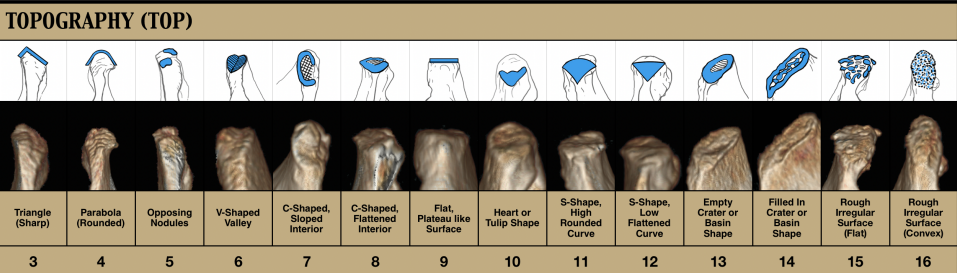 TOPOGRAPHY (TOP)
Triangle
(Sharp)
Parabola
(Rounded)
Opposing
Nodules
V-Shaped
Valley
C-Shaped,
Sloped
Interior
C-Shaped,
Flattened
Interior
Flat,
Plateau like
Surface
Heart or
Tulip Shape
S-Shape,
High
Rounded
Curve
S-Shape,
Low
Flattened
Curve
Empty
Crater or
Basin
Shape
Filled In
Crater or
Basin
Shape
Rough
Irregular
Surface
(Flat)
Rough
Irregular
Surface
(Convex)
3 4 5 6 7 8 9 10 11 12 13 14 15 16